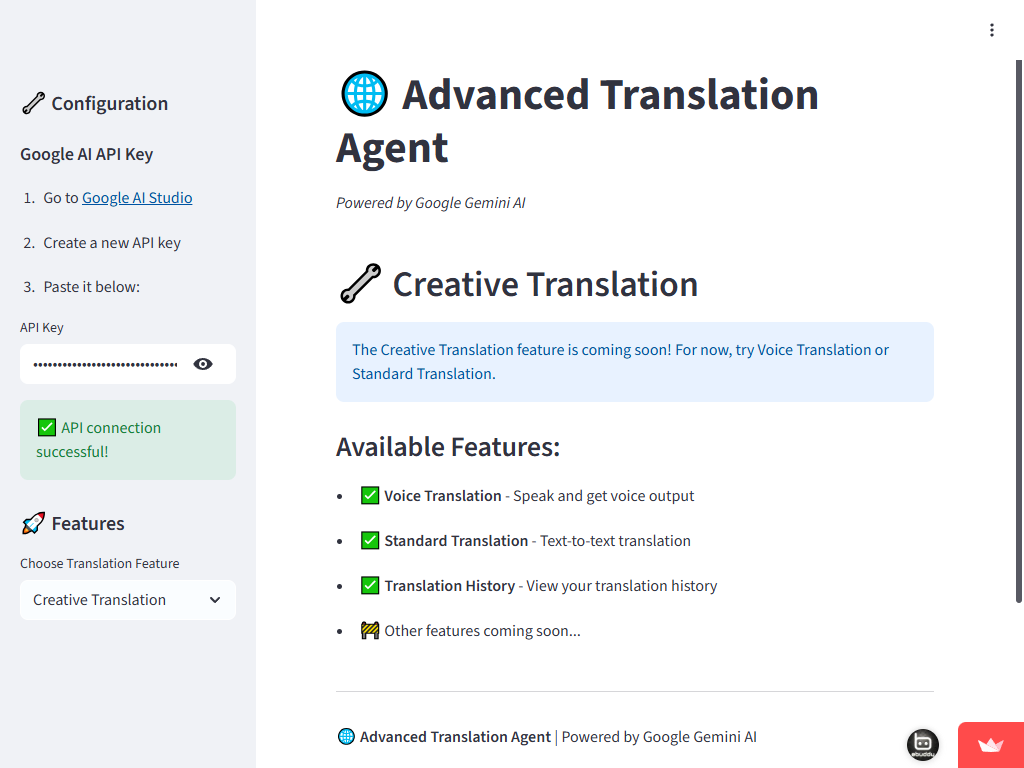 Configuration
Google AI API Key
1. Go to Google AI Studio
2. Create a new API key
3. Paste it below:
API Key
••••••••••••••••••••••••••••••
✅ API connection
successful!
🚀 Features
Choose Translation Feature
Creative Translation
🌐 Advanced Translation
Agent
Powered by Google Gemini AI
🔧 Creative Translation
The Creative Translation feature is coming soon! For now, try Voice Translation or
Standard Translation.
Available Features:
• ✅ Voice Translation - Speak and get voice output
• ✅ Standard Translation - Text-to-text translation
• ✅ Translation History - View your translation history
• 🚧 Other features coming soon...
🌐 Advanced Translation Agent | Powered by Google Gemini AI